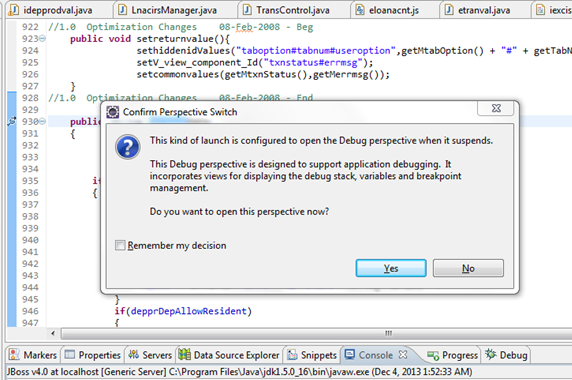 idepprodval.java LnacirsManager.java TransControl.java eloanacnt.js etranval.java iexcis
922 //1.0 Optimization Changes 08-Feb-2008 - Beg
923 public void setreturnvalue(){
924 sethiddenidValues("taboption#tabnum#useroption",getMtabOption() + "#" + getTabN
925 setV_view_component_Id("txnstatus#errmsg");
926 setcommonvalues(getMtxnStatus(),getMerrmsg());
927 }
928 //1.0 Optimization Changes 08-Feb-2008 - End
929
930 public
931 {
932
933
934
935 if
936 {
937
938
939
940
941
942
943
944
945 }
946 if(depprDepAllowResident)
947 {
Confirm Perspective Switch
This kind of launch is configured to open the Debug perspective when it suspends.
This Debug perspective is designed to support application debugging. It
incorporates views for displaying the debug stack, variables and breakpoint
management.
Do you want to open this perspective now?
Remember my decision
Yes No
Markers Properties Servers Data Source Explorer Snippets Console Progress Debug
JBoss v4.0 at localhost [Generic Server] C:\Program Files\Java\jdk1.5.0_16\bin\javaw.exe (Dec 4, 2013 1:52:33 AM)